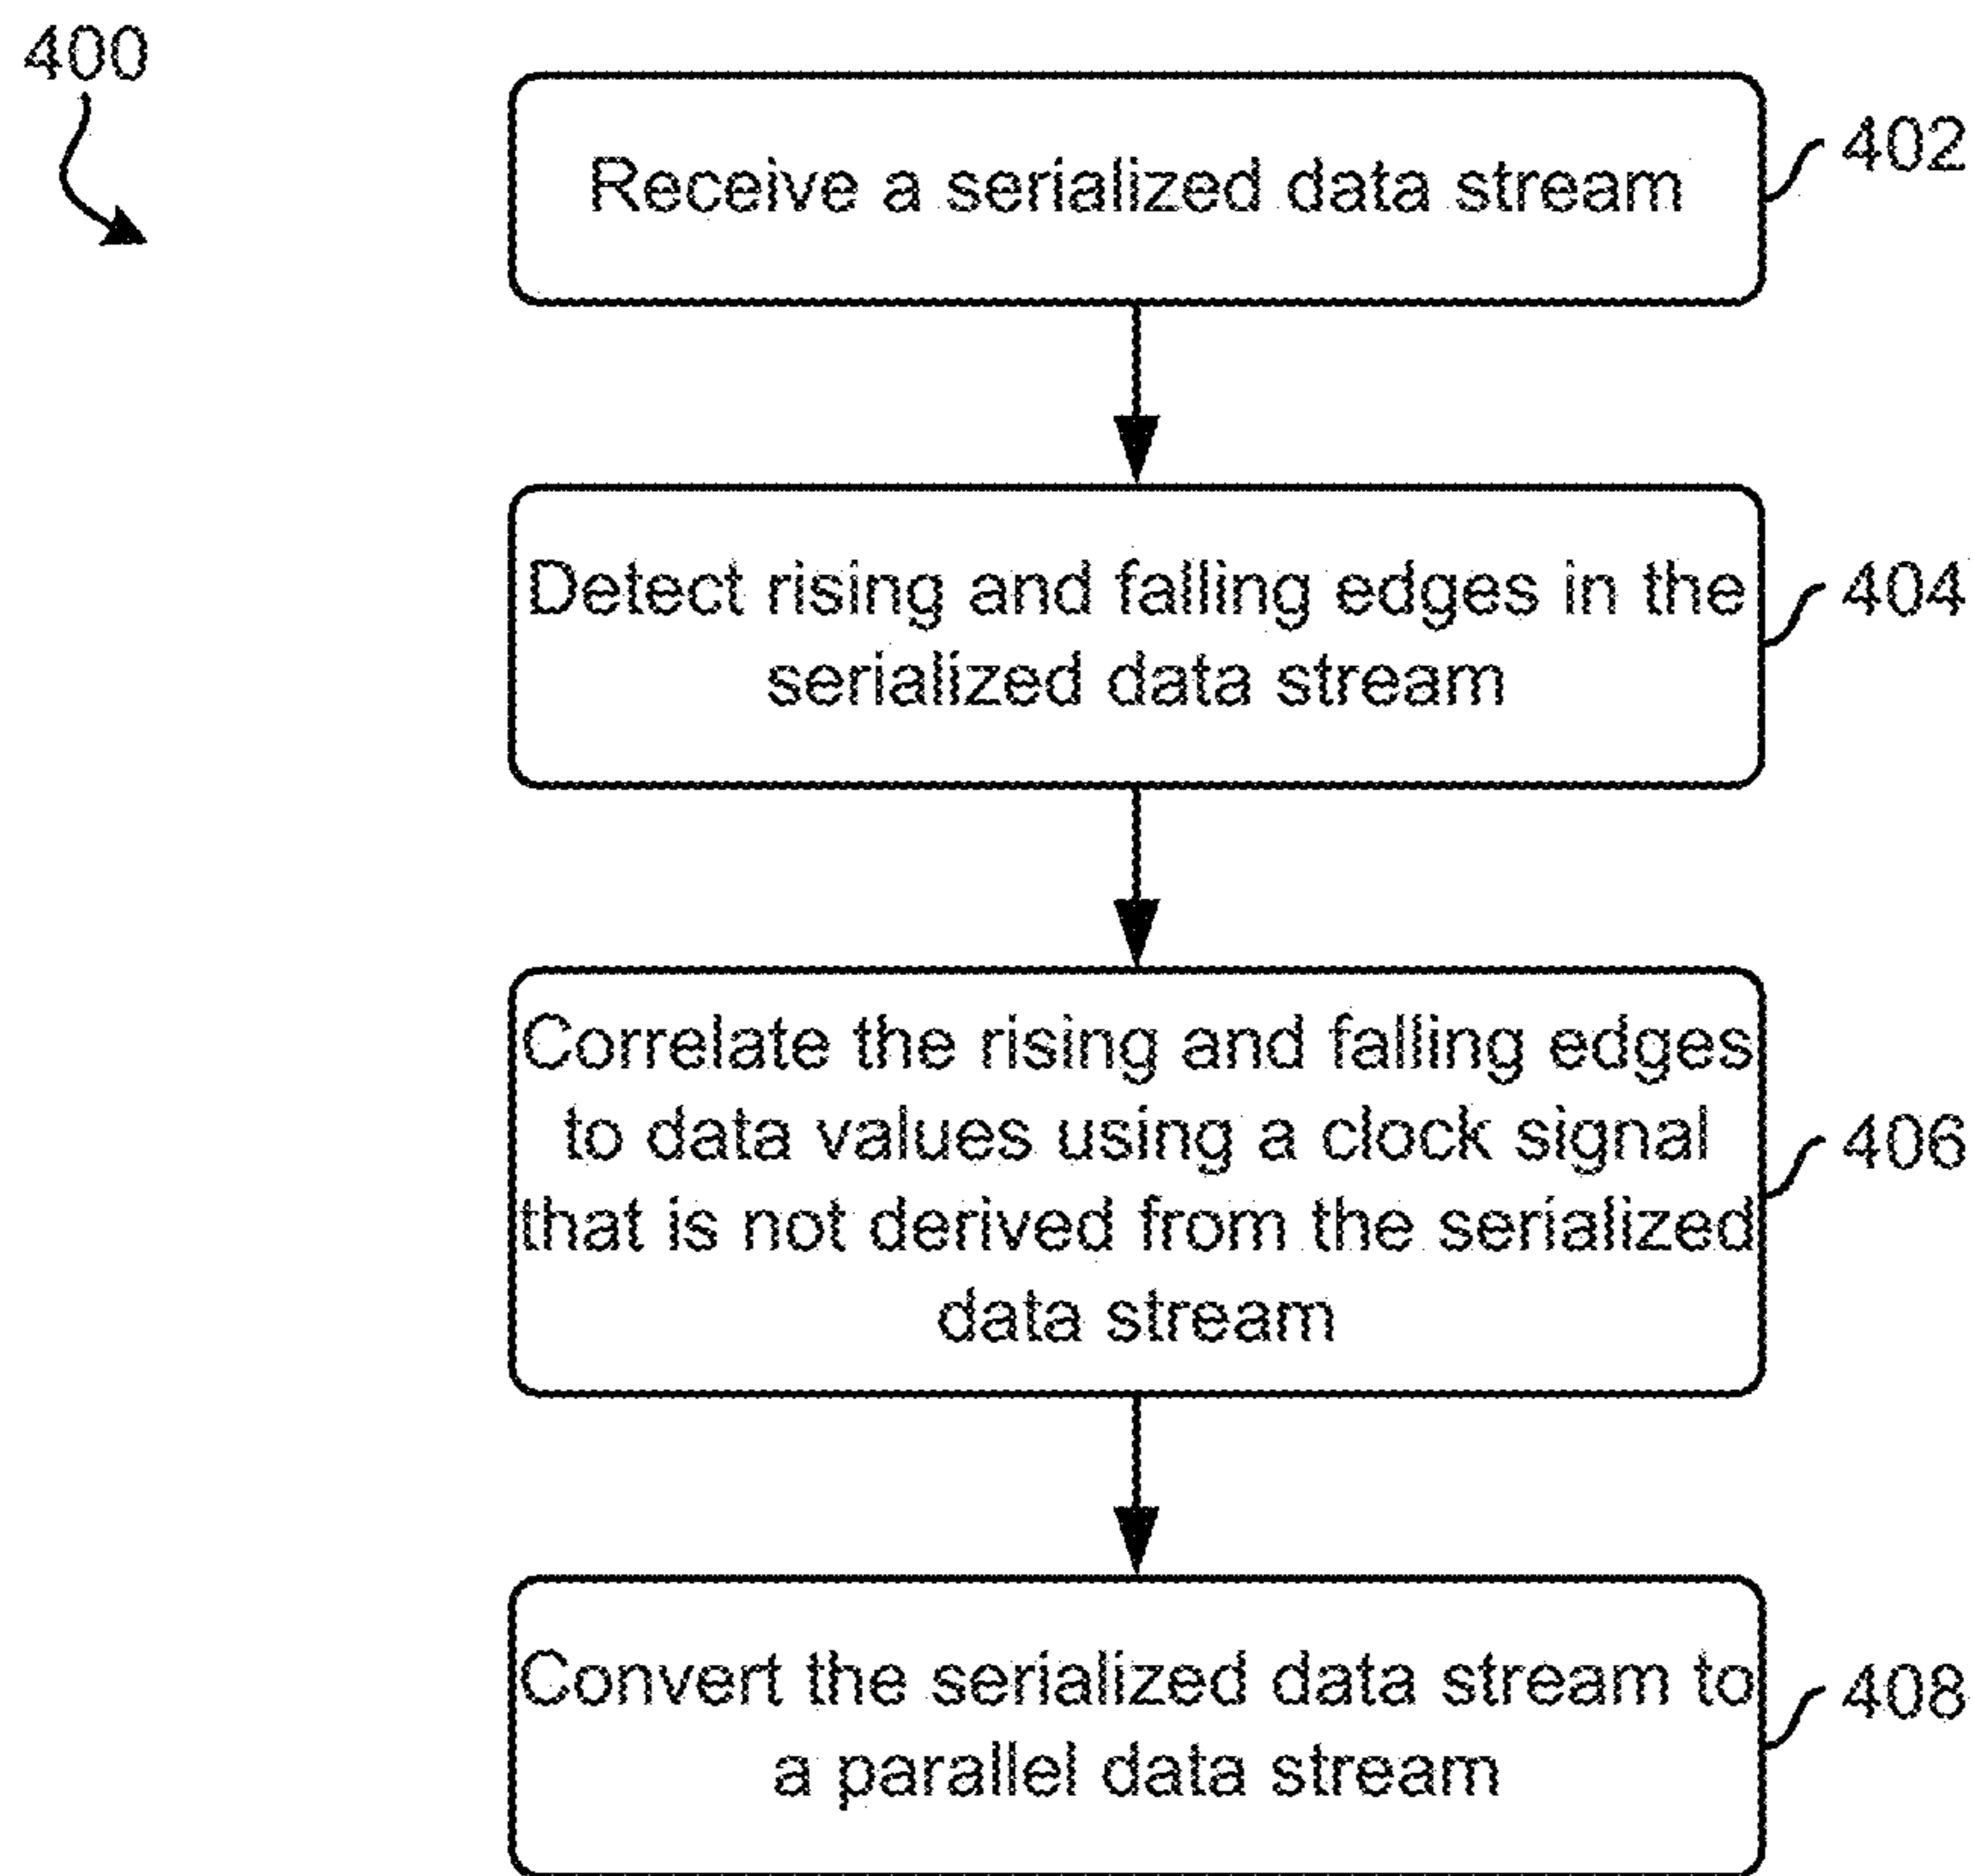 400
Receive a serialized data stream
402
Detect rising and falling edges in the
serialized data stream
404
Correlate the rising and falling edges
to data values using a clock signal
that is not derived from the serialized
data stream
406
Convert the serialized data stream to
a parallel data stream
408